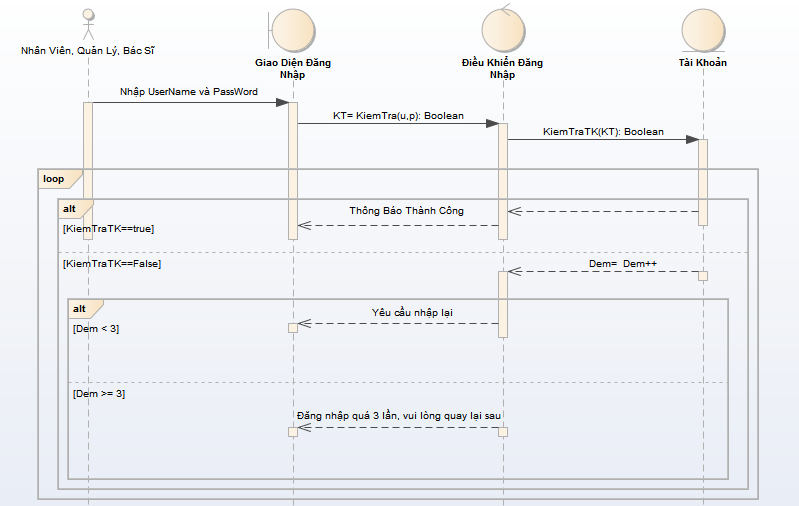 Nhân Viên, Quản Lý, Bác Sĩ
Giao Diện Đăng
Nhập
Điều Khiển Đăng
Nhập
Tài Khoản
Nhập UserName và PassWord
KT= KiemTra(u,p): Boolean
KiemTraTK(KT): Boolean
loop
alt
Thông Báo Thành Công
[KiemTraTK==true]
[KiemTraTK==False]
Dem=  Dem++
alt
Yêu cầu nhập lại
[Dem < 3]
[Dem >= 3]
Đăng nhập quá 3 lần, vui lòng quay lại sau